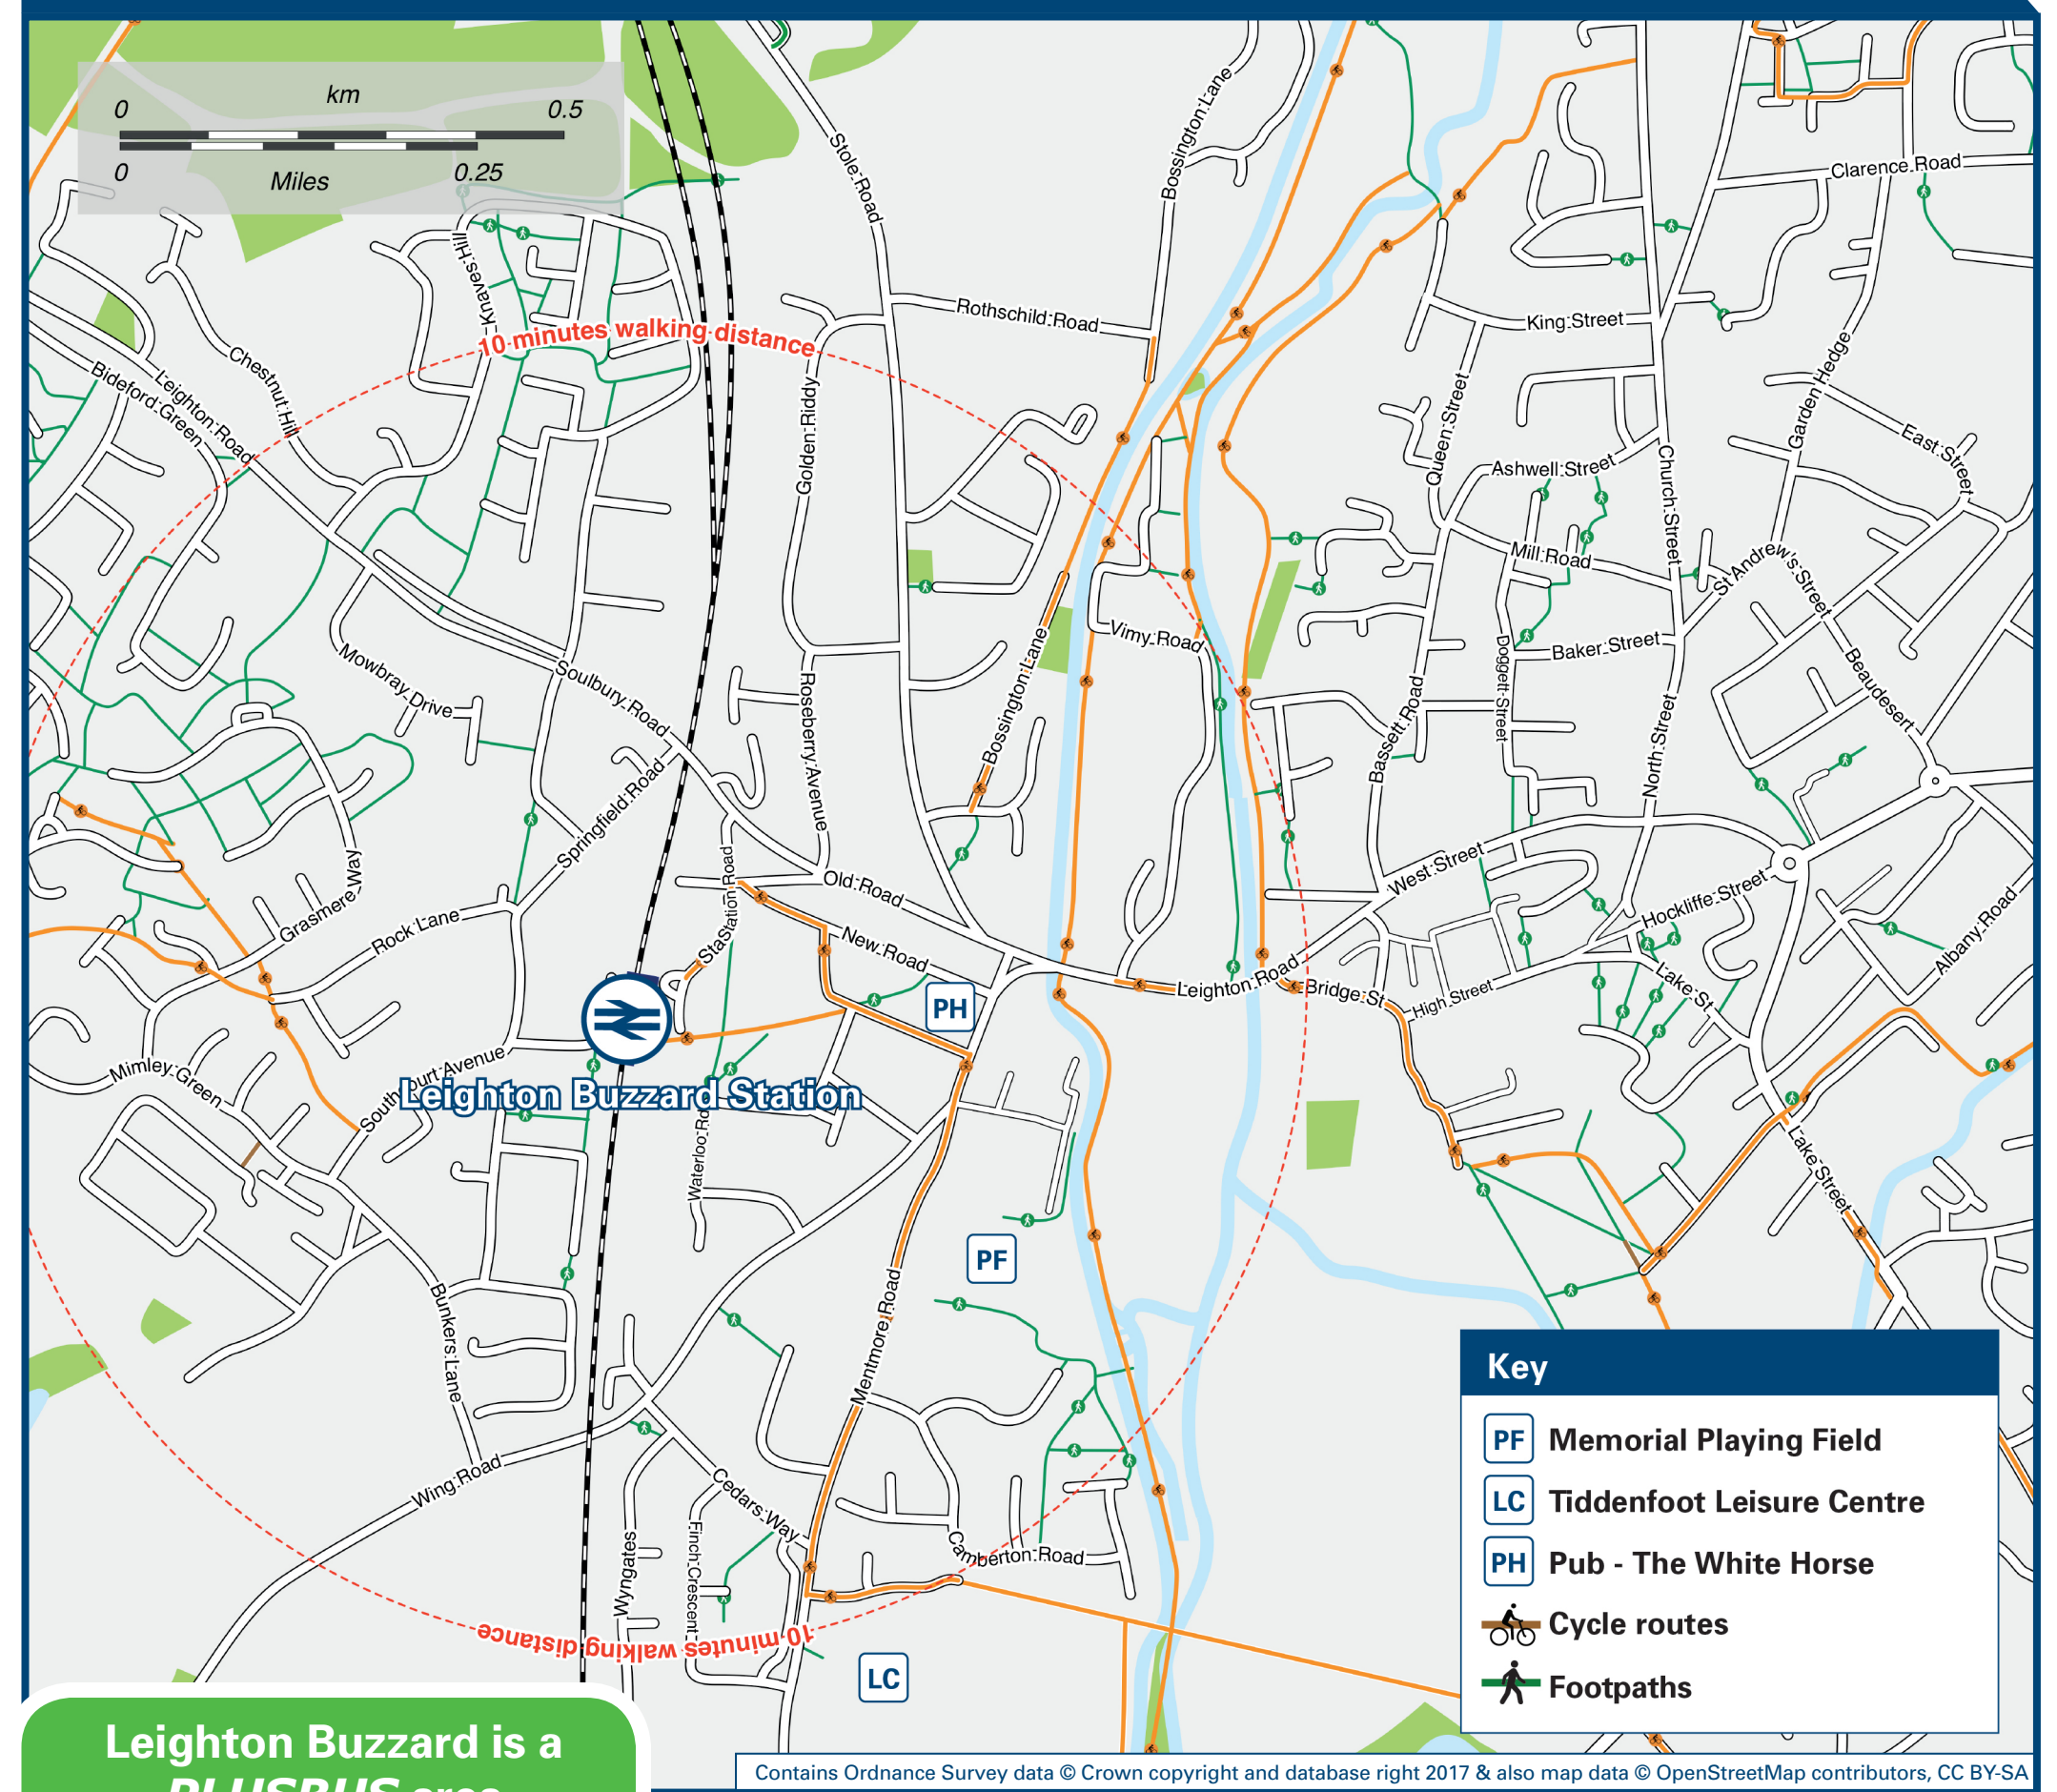 km
0
0.5
0
Miles
0.25
Stole Road
Bossington Lane
Clarence Road
Knaves Hill
Rothschild Road
King Street
10 minutes walking distance
Chestnut Hill
Leighton Road
Bideford Green
Golden Riddy
Queen Street
Garden Hedge
East Street
Ashwell Street
Church Street
Mill Road
St Andrew's Street
Vimy Road
Bossington Lane
Baker Street
Doggett Street
Beaudesert
Mowbray Drive
Soulbury Road
Roseberry Avenue
Bassett Road
North Street
Springfield Road
Grasmere Way
Rock Lane
Station Road
Sta
Old Road
New Road
West Street
Hockliffe Street
Albany Road
PH
Leighton Road
Bridge St
High Street
Lake St
Mimley Green
Southcourt Avenue
Leighton Buzzard Station
Waterloo Rd
Lake Street
PF
Bunkers Lane
Mentmore Road
Wing Road
Cedars Way
Wyngates
Finch Crescent
Camberton Road
10 minutes walking distance
LC
Key
PF Memorial Playing Field
LC Tiddenfoot Leisure Centre
PH Pub - The White Horse
Cycle routes
Footpaths
Leighton Buzzard is a
PLUSBUS area
Contains Ordnance Survey data © Crown copyright and database right 2017 & also map data © OpenStreetMap contributors, CC BY-SA